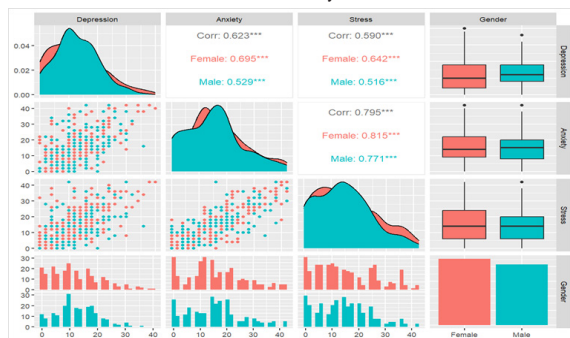 Depression Anxiety Stress Gender
0.04
0.02
0.00
Corr: 0.623***
Female: 0.695***
Male: 0.529***
Corr: 0.590***
Female: 0.642***
Male: 0.516***
Depression
40
30
20
10
0
Corr: 0.795***
Female: 0.815***
Male: 0.771***
Anxiety
40
30
20
10
0
Stress
30
20
10
0
30
20
10
0
Gender
0 10 20 30 40 0 10 20 30 40 0 10 20 30 40 Female Male